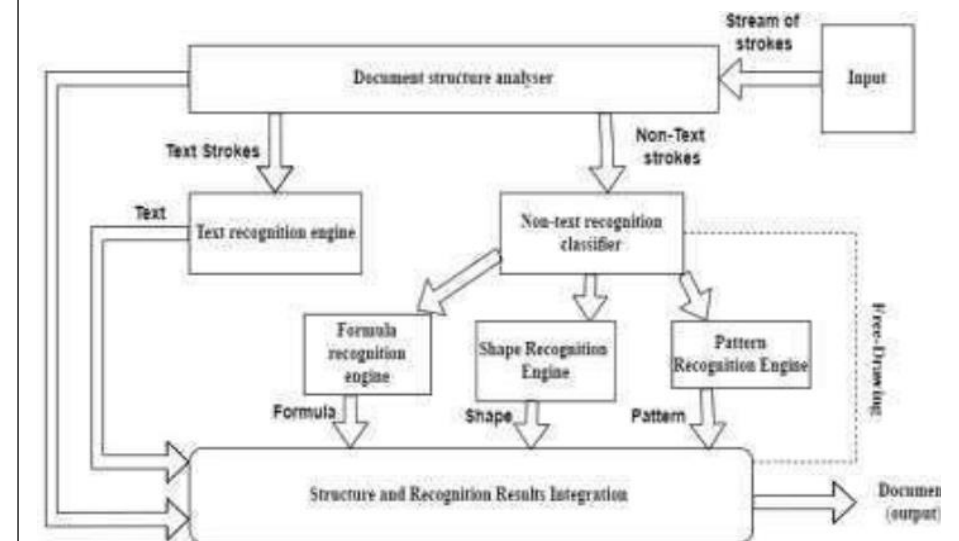 Stream of
strokes
Document structure analyser
Input
Text Strokes
Non-Text
strokes
Text
Text recognition engine
Non-text recognition
classifier
Formula
recognition
engine
Shape Recognition
Engine
Pattern
Recognition Engine
Free-Drawing
Formula
Shape
Pattern
Structure and Recognition Results Integration
Documen
(output)